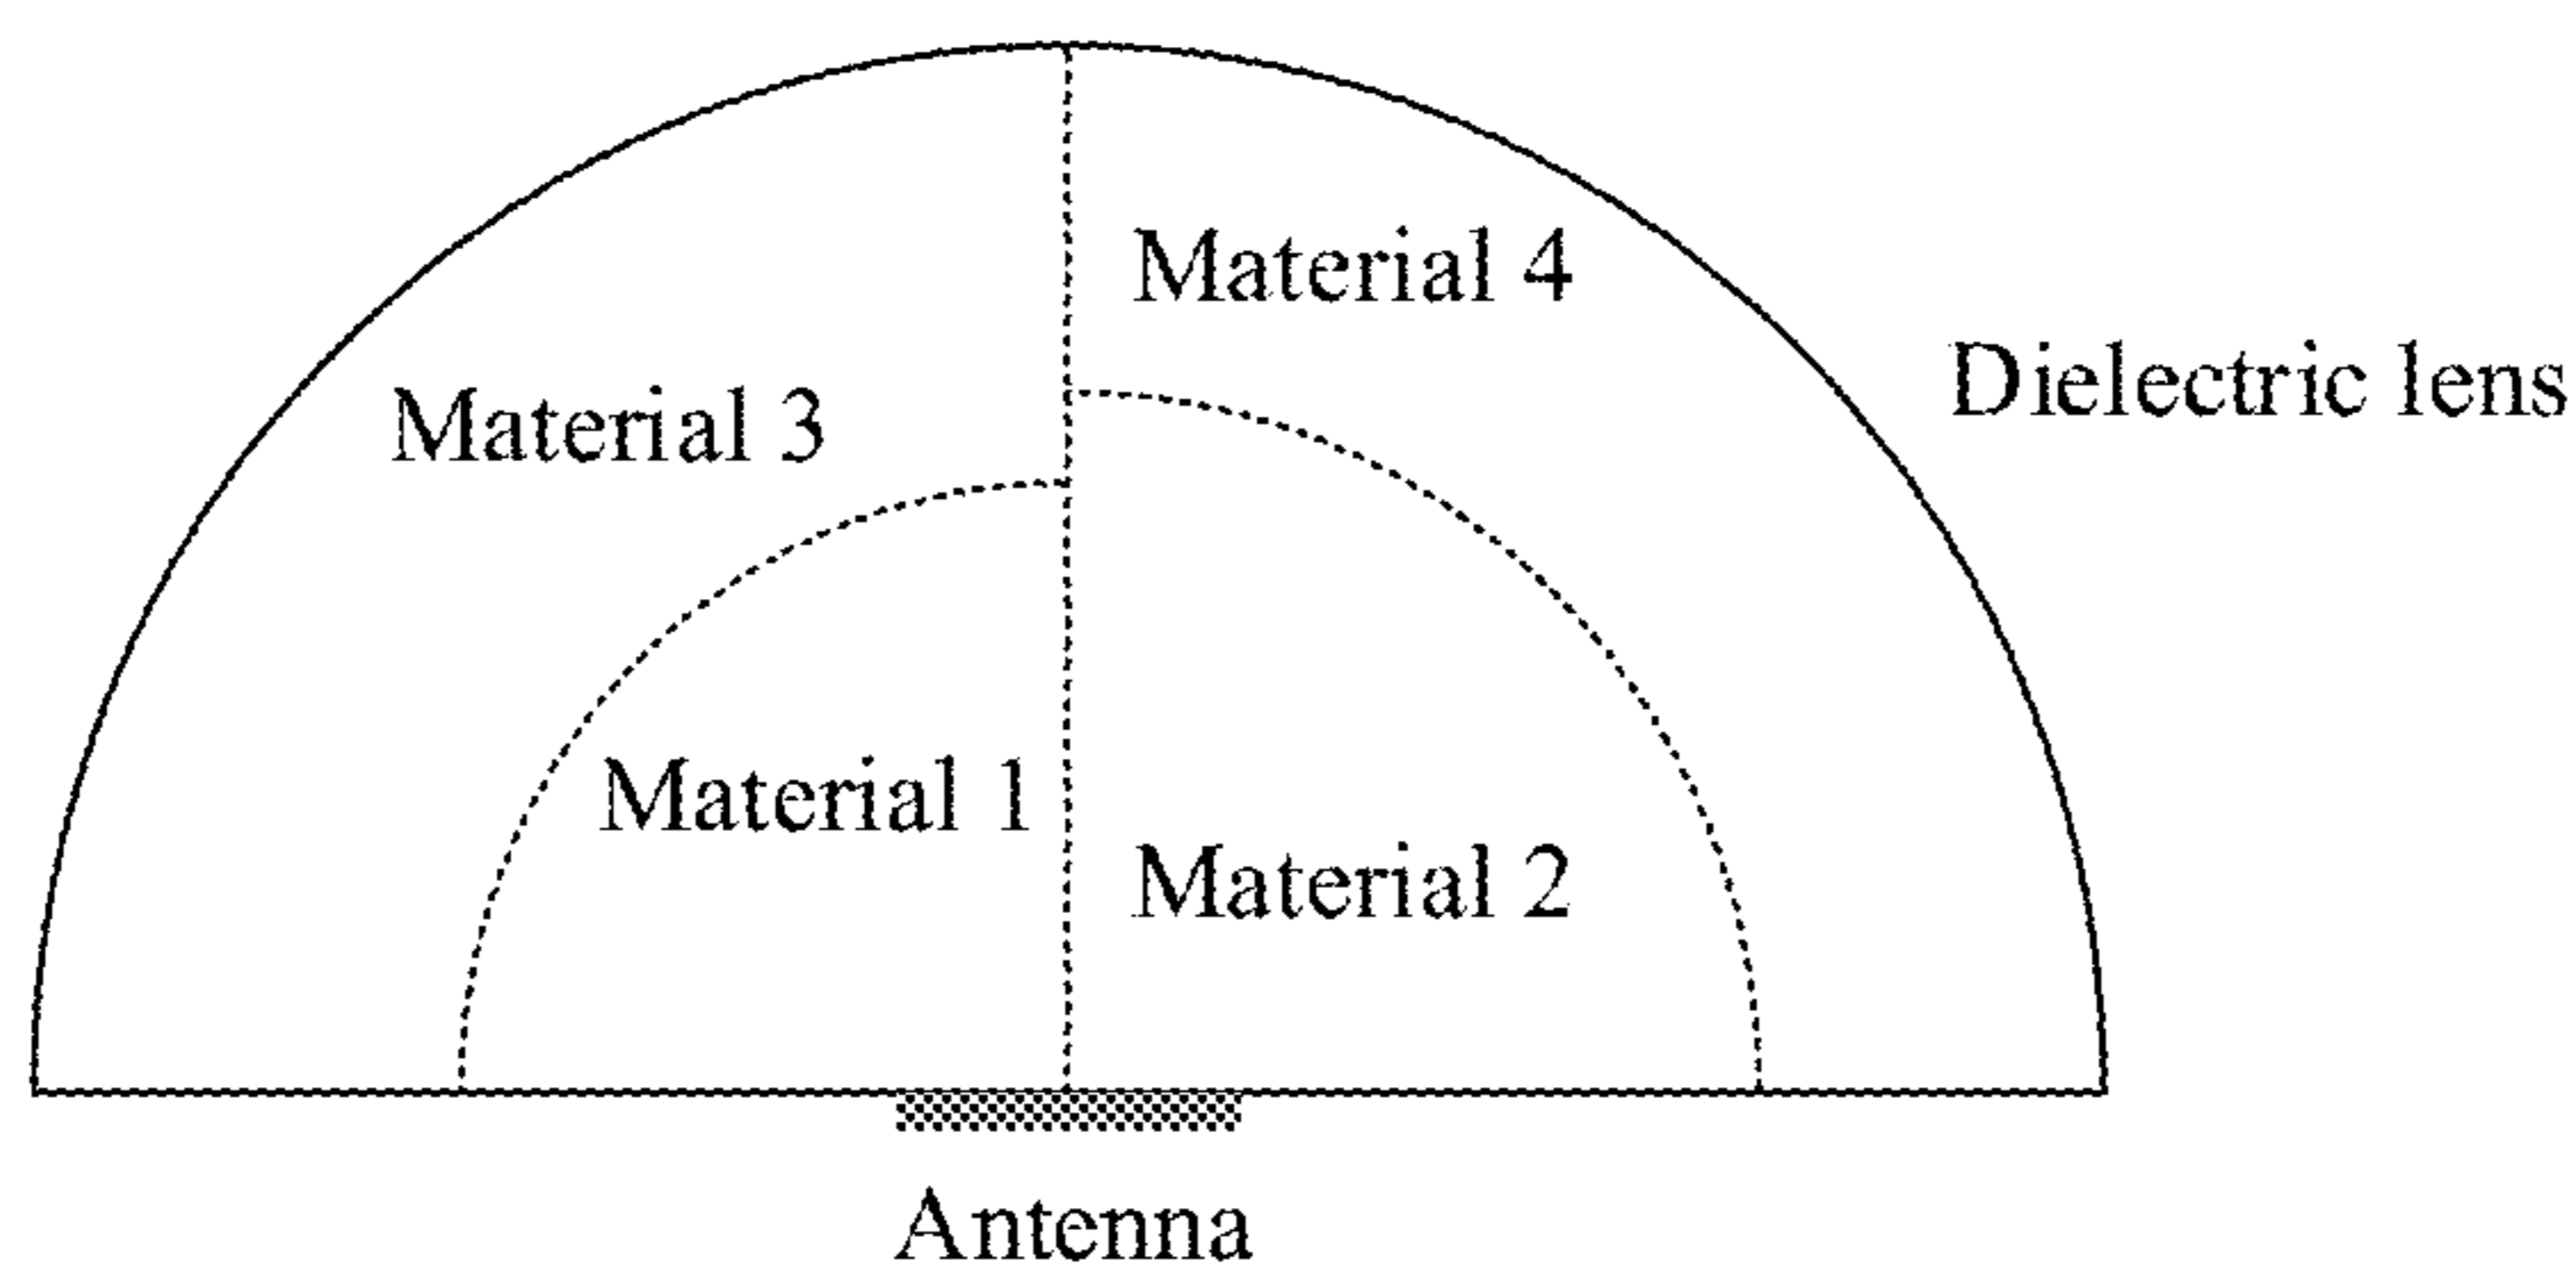 Material 4
Dielectric lens
Material 3
Material 1
Material 2
Antenna